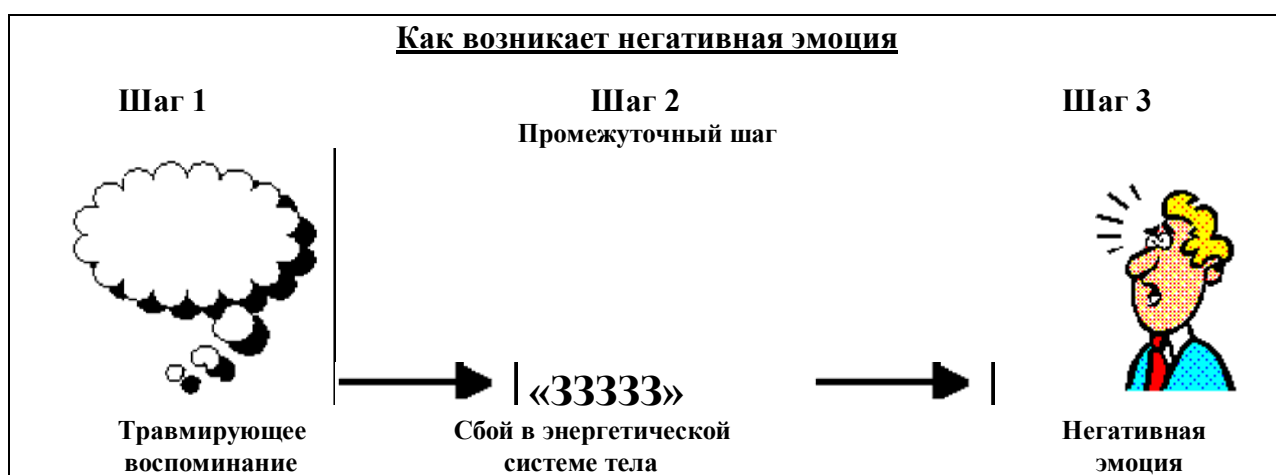 Как возникает негативная эмоция
Шаг 1 Шаг 2 Шаг 3
Промежуточный шаг
«ЗЗЗЗЗ»
Травмирующее Сбой в энергетической Негативная
воспоминание системе тела эмоция